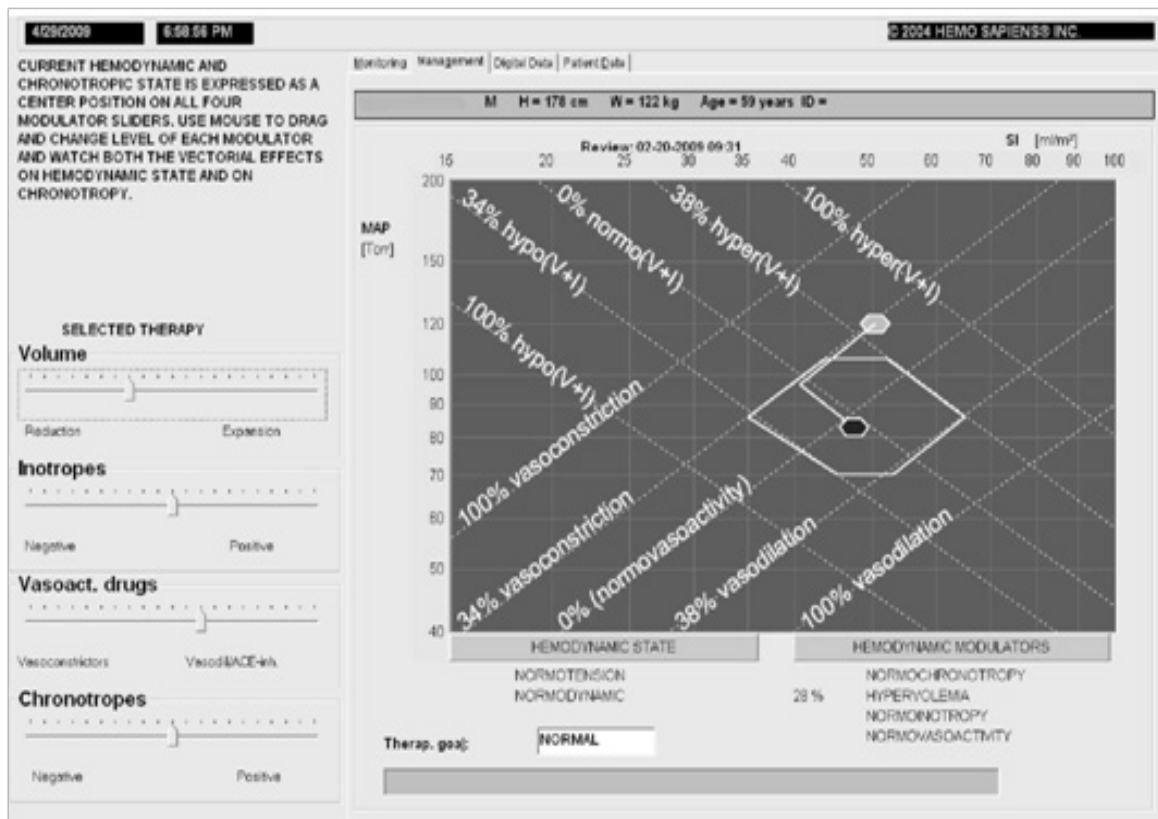 4/29/2009 6:58:56 PM © 2004 HEMO SAPIENS® INC.
CURRENT HEMODYNAMIC AND
CHRONOTROPIC STATE IS EXPRESSED AS A
CENTER POSITION ON ALL FOUR
MODULATOR SLIDERS. USE MOUSE TO DRAG
AND CHANGE LEVEL OF EACH MODULATOR
AND WATCH BOTH THE VECTORIAL EFFECTS
ON HEMODYNAMIC STATE AND ON
CHRONOTROPY.
SELECTED THERAPY
Volume
Reduction Expansion
Inotropes
Negative Positive
Vasoact. drugs
Vasoconstrictors Vasodil/ACE-inh.
Chronotropes
Negative Positive
Monitoring Management Digital Data Patient Data
M H = 178 cm W = 122 kg Age = 59 years ID =
Review: 02-20-2009 09:31
SI [ml/m²]
15 20 25 30 35 40 50 60 70 80 90 100
MAP
[Torr]
200
150
120
100
90
80
70
60
50
40
34% hypo(V+I)
0% normo(V+I)
38% hyper(V+I)
100% hyper(V+I)
100% hypo(V+I)
100% vasoconstriction
34% vasoconstriction
0% (normovasoactivity)
38% vasodilation
100% vasodilation
HEMODYNAMIC STATE
NORMOTENSION
NORMODYNAMIC
HEMODYNAMIC MODULATORS
NORMOCHRONOTROPY
28 % HYPERVOLEMIA
NORMOINOTROPY
NORMOVASOACTIVITY
Therap. goal: NORMAL